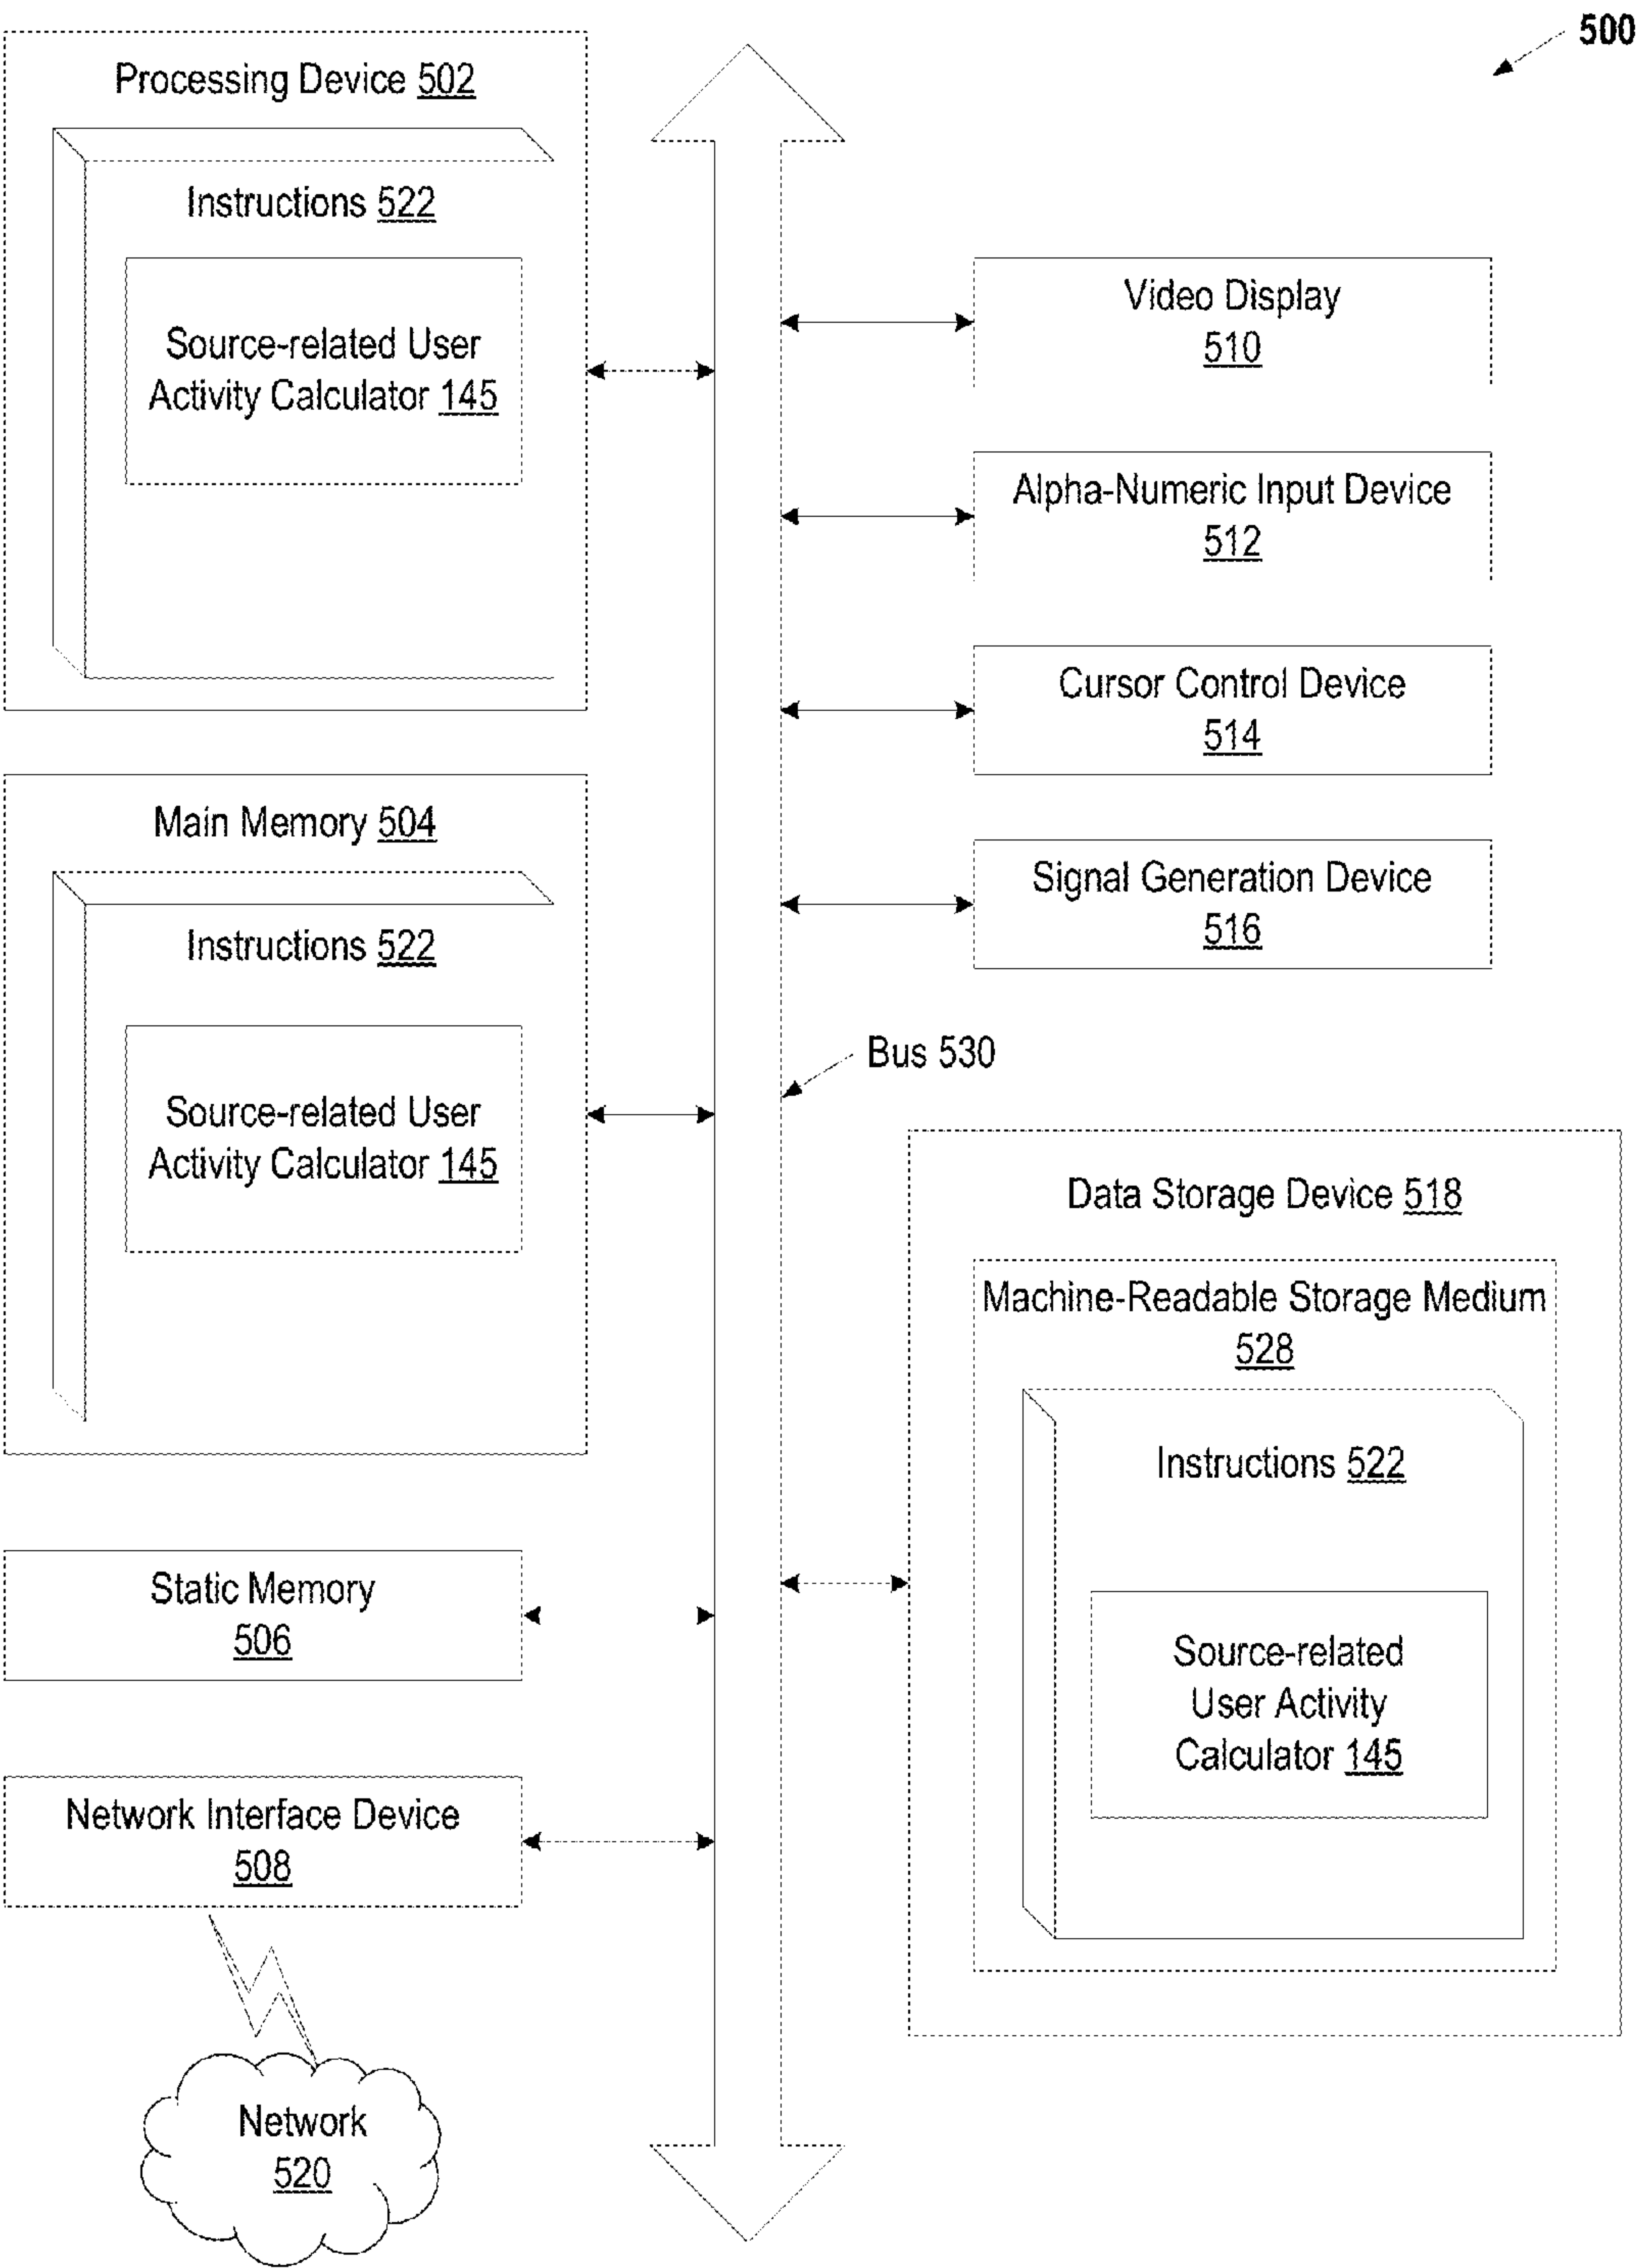 500
Processing Device 502
Instructions 522
Source-related User
Activity Calculator 145
Main Memory 504
Instructions 522
Source-related User
Activity Calculator 145
Static Memory
506
Network Interface Device
508
Network
520
Video Display
510
Alpha-Numeric Input Device
512
Cursor Control Device
514
Signal Generation Device
516
Bus 530
Data Storage Device 518
Machine-Readable Storage Medium
528
Instructions 522
Source-related
User Activity
Calculator 145